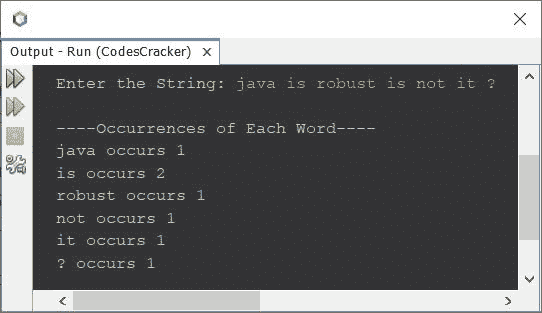 Output - Run (CodesCracker) ×
Enter the String: java is robust is not it ?
----Occurrences of Each Word----
java occurs 1
is occurs 2
robust occurs 1
not occurs 1
it occurs 1
? occurs 1